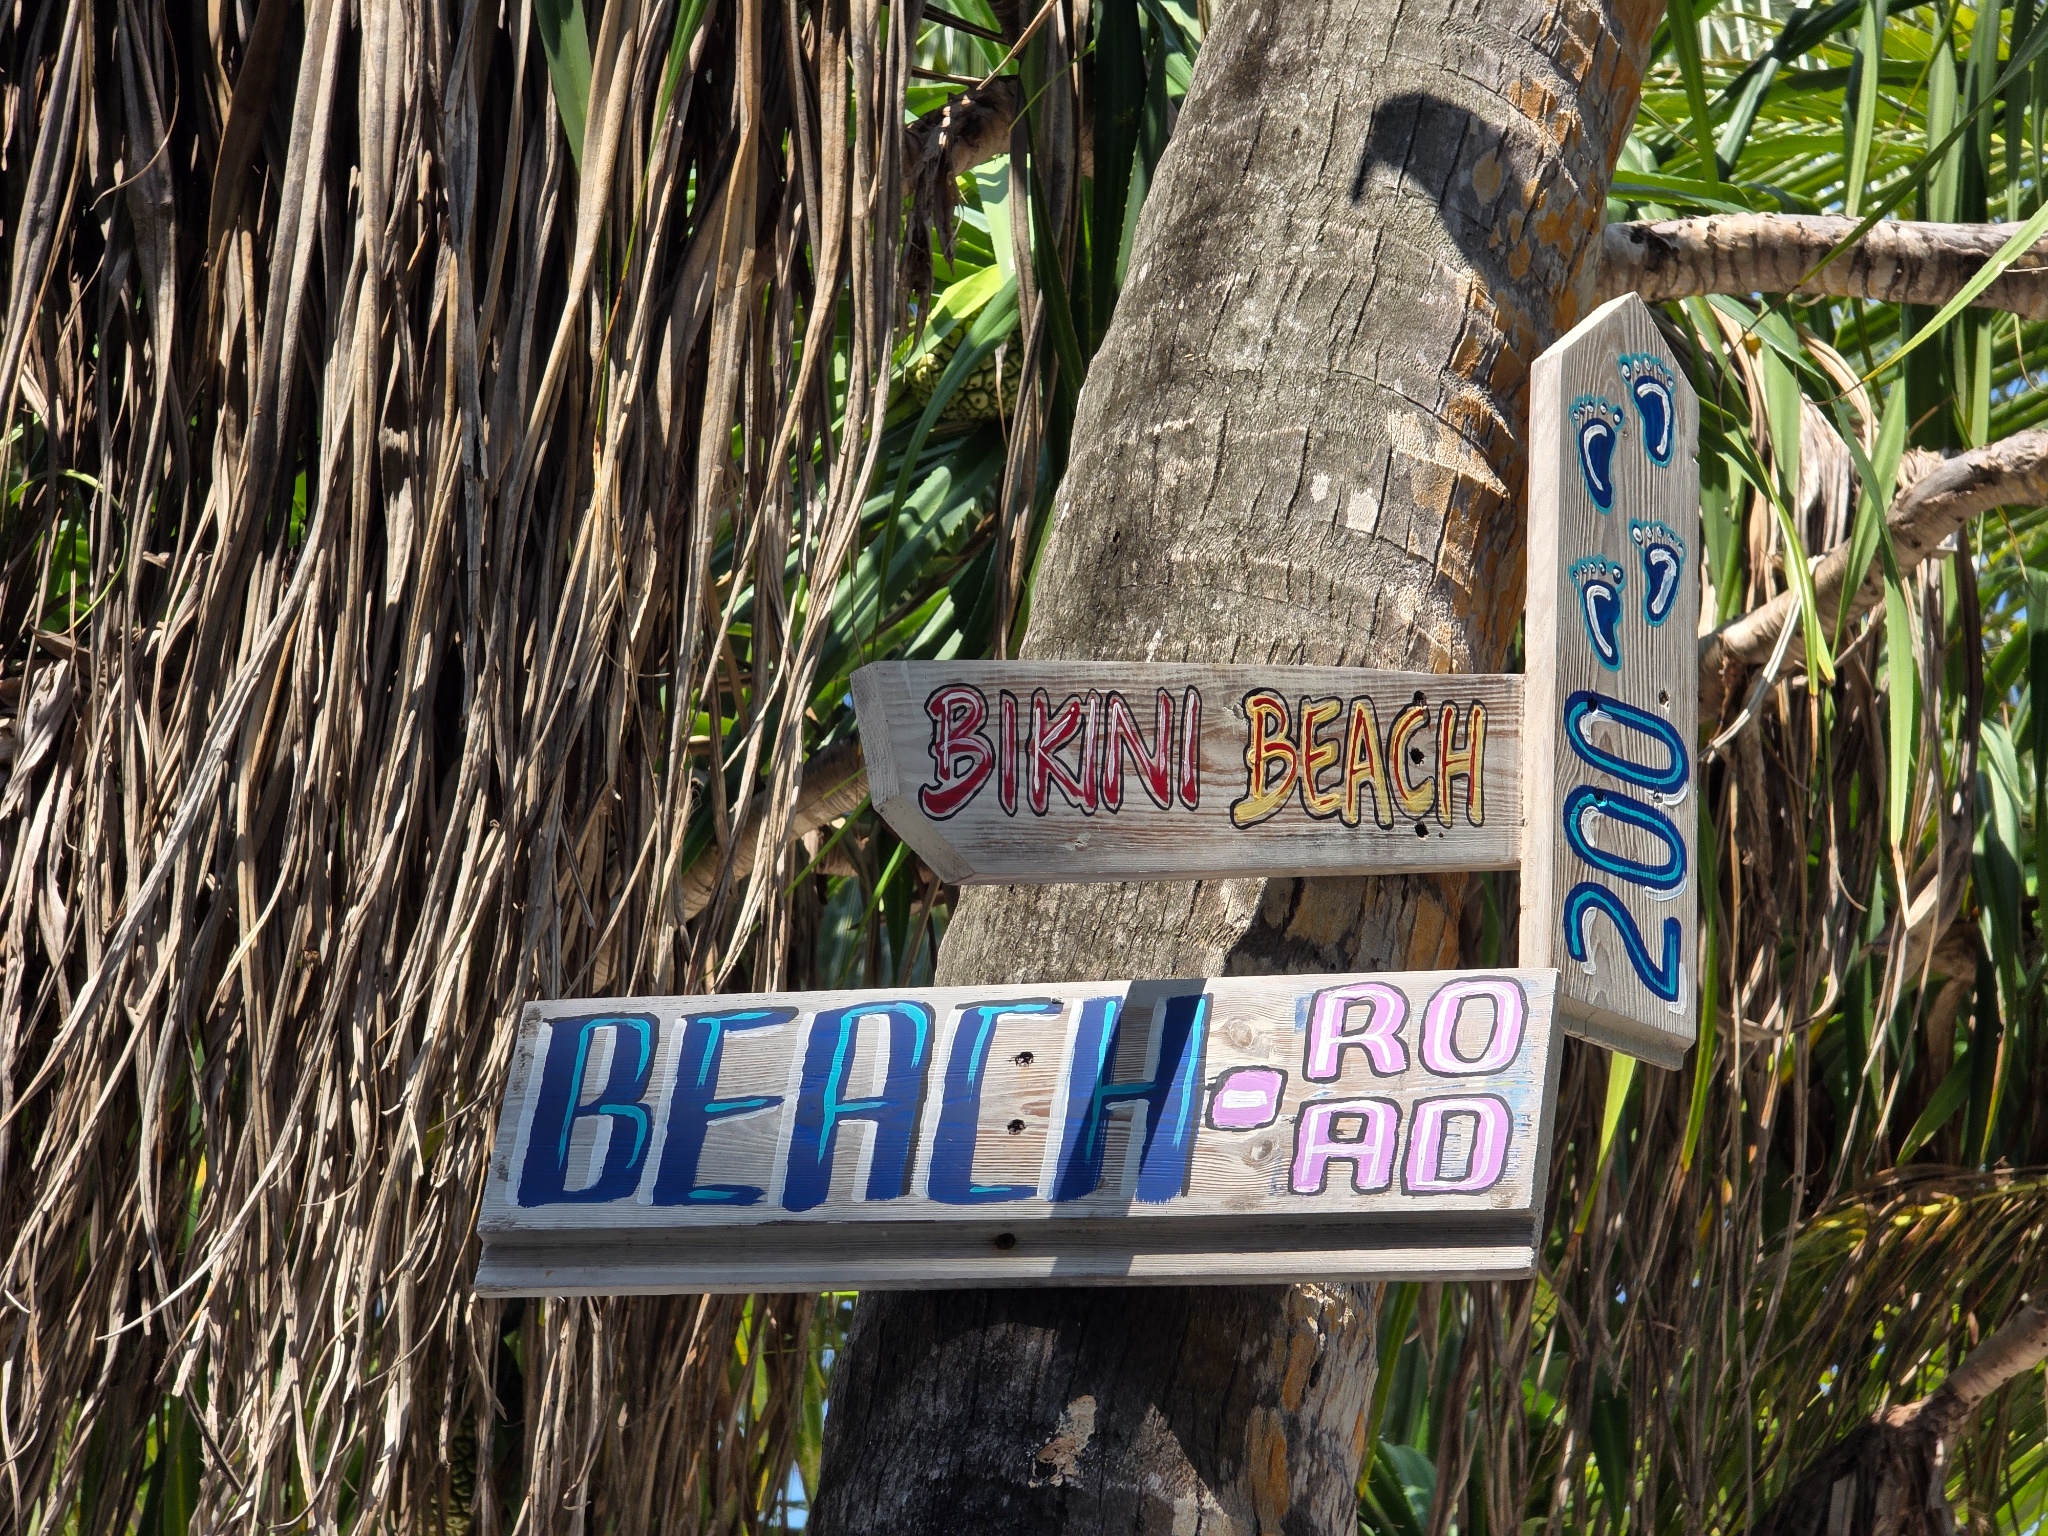 BIKINI BEACH
200
BEACH-RO
AD